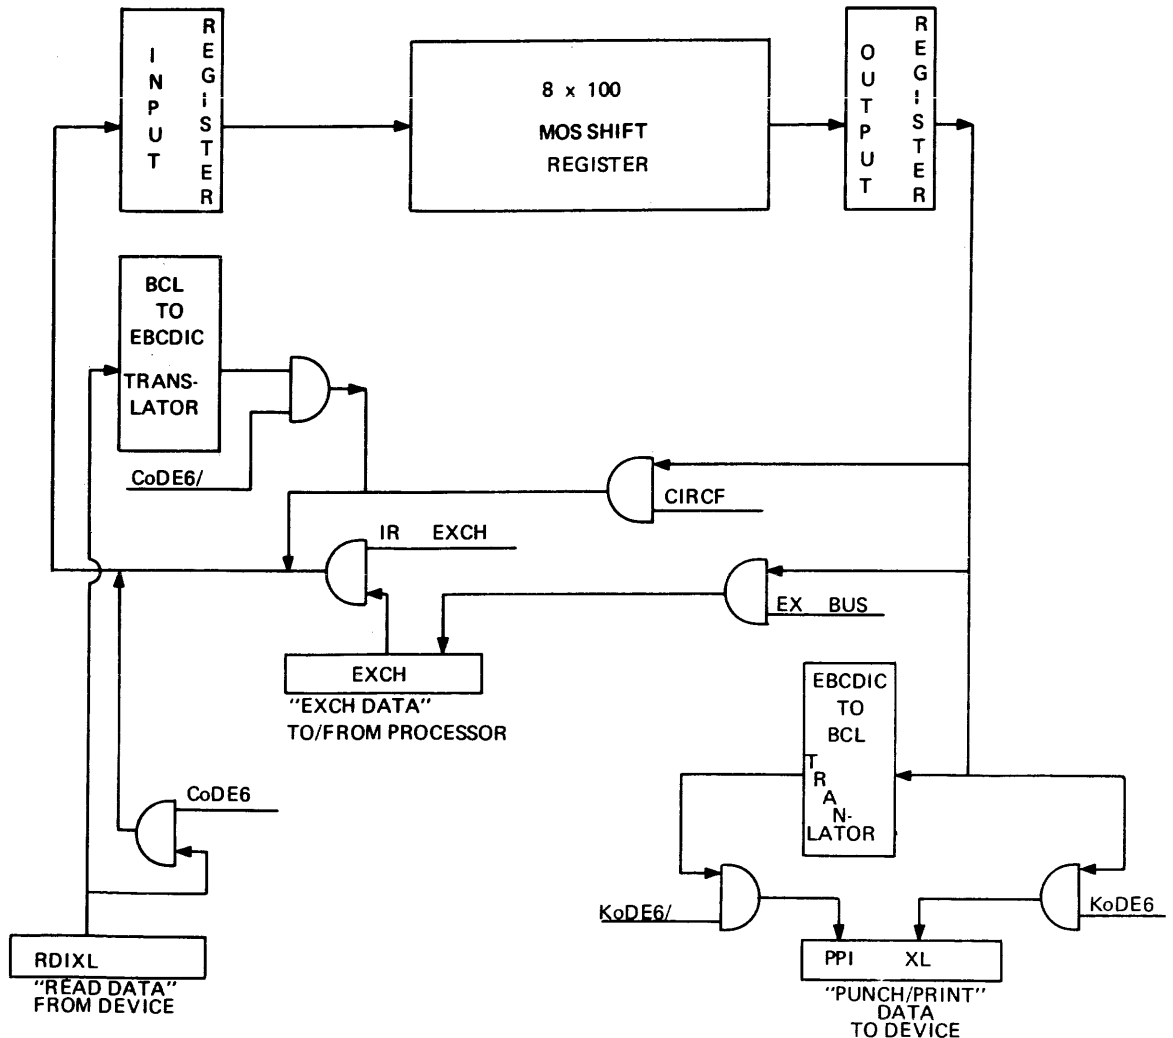 INPUT
REGISTER
8 x 100
MOS SHIFT
REGISTER
OUTPUT
REGISTER
BCL
TO
EBCDIC
TRANS-
LATOR
CoDE6/
CIRCF
IR EXCH
EX BUS
EXCH
"EXCH DATA"
TO/FROM PROCESSOR
EBCDIC
TO
BCL
TRAN-
LATOR
CoDE6
KoDE6/
KoDE6
RDIXL
"READ DATA"
FROM DEVICE
PPI XL
"PUNCH/PRINT"
DATA
TO DEVICE